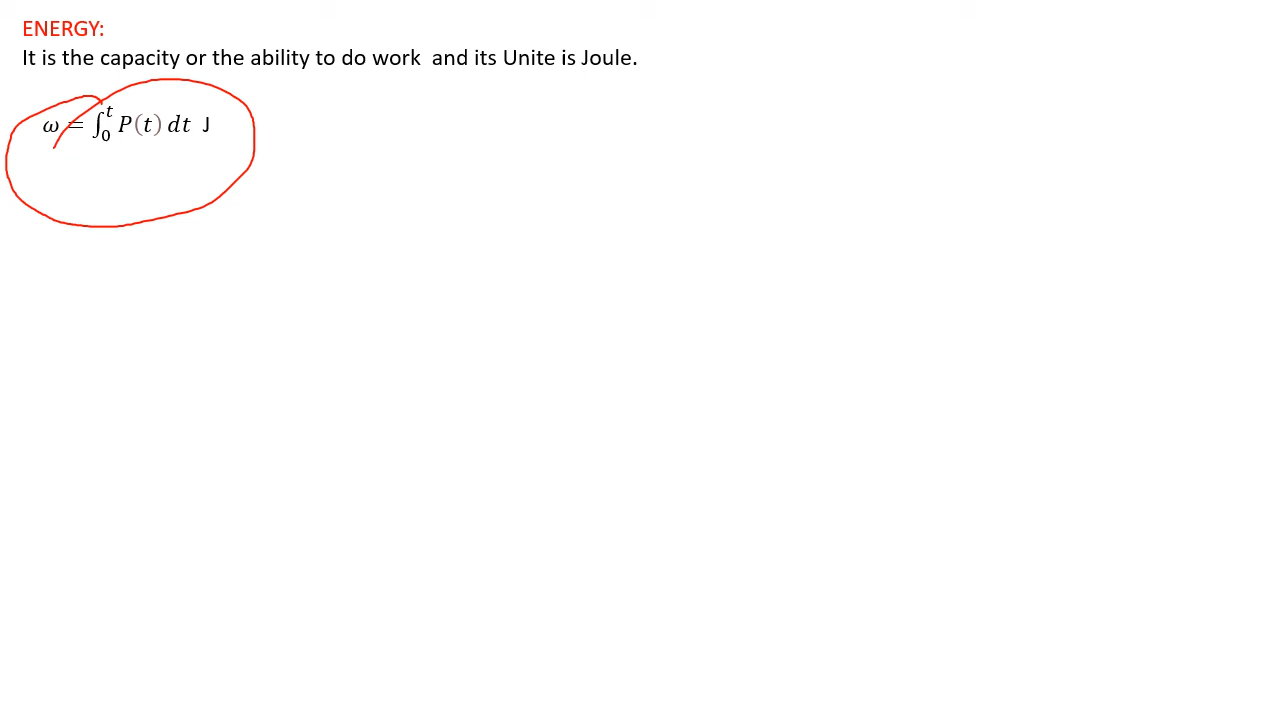 ENERGY:
It is the capacity or the ability to do work and its Unite is Joule.
ω = ∫₀ᵗ P(t) dt J